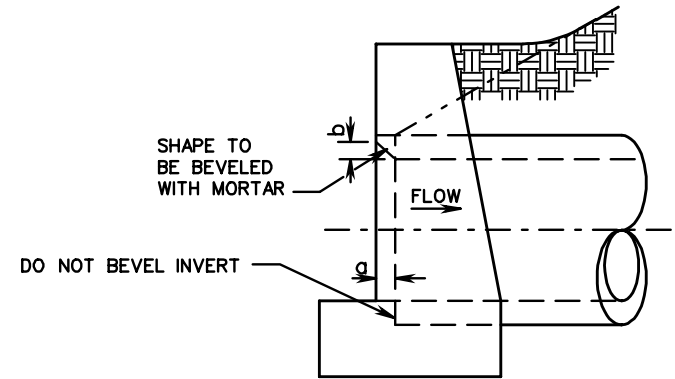 b
SHAPE TO
BE BEVELED
WITH MORTAR
FLOW
DO NOT BEVEL INVERT
a